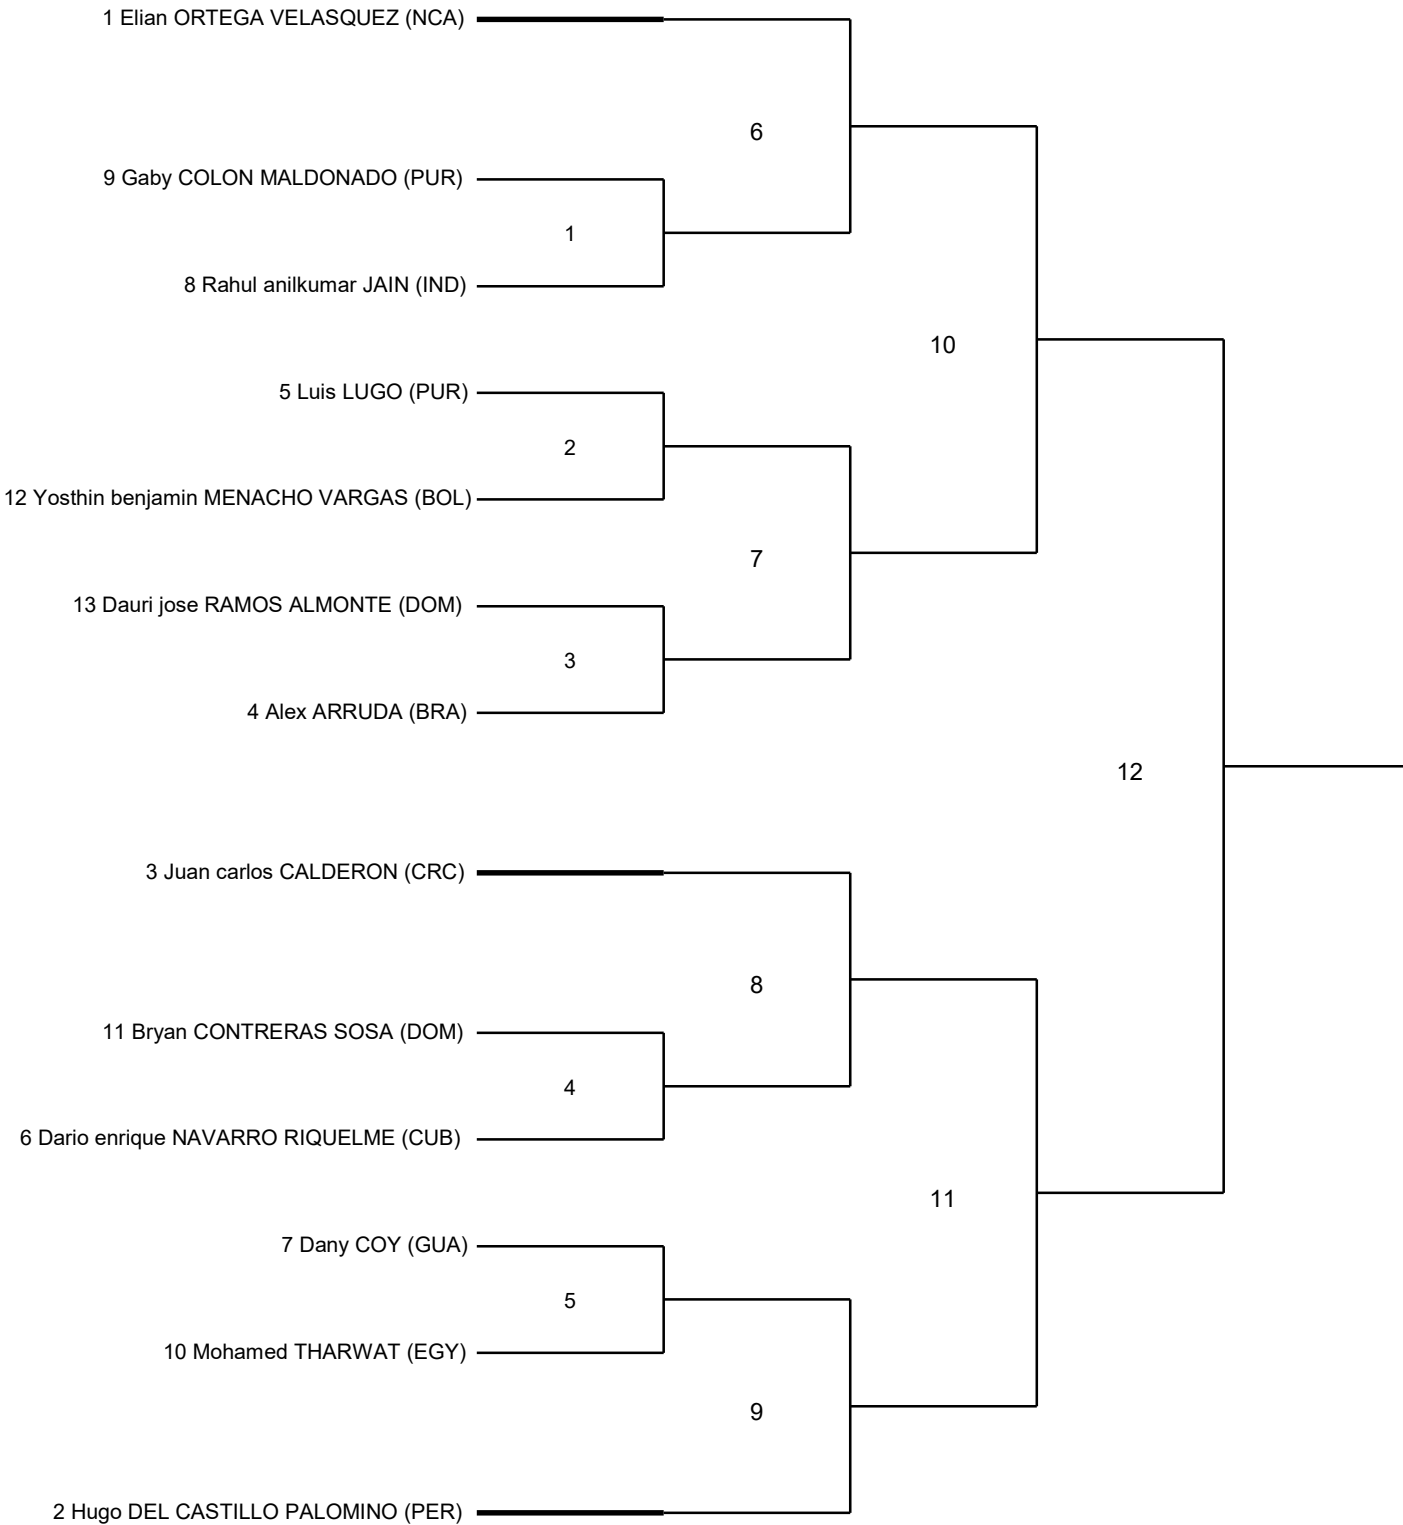 1 Elian ORTEGA VELASQUEZ (NCA)
6
9 Gaby COLON MALDONADO (PUR)
1
8 Rahul anilkumar JAIN (IND)
10
5 Luis LUGO (PUR)
2
12 Yosthin benjamin MENACHO VARGAS (BOL)
7
13 Dauri jose RAMOS ALMONTE (DOM)
3
4 Alex ARRUDA (BRA)
12
3 Juan carlos CALDERON (CRC)
8
11 Bryan CONTRERAS SOSA (DOM)
4
6 Dario enrique NAVARRO RIQUELME (CUB)
11
7 Dany COY (GUA)
5
10 Mohamed THARWAT (EGY)
9
2 Hugo DEL CASTILLO PALOMINO (PER)